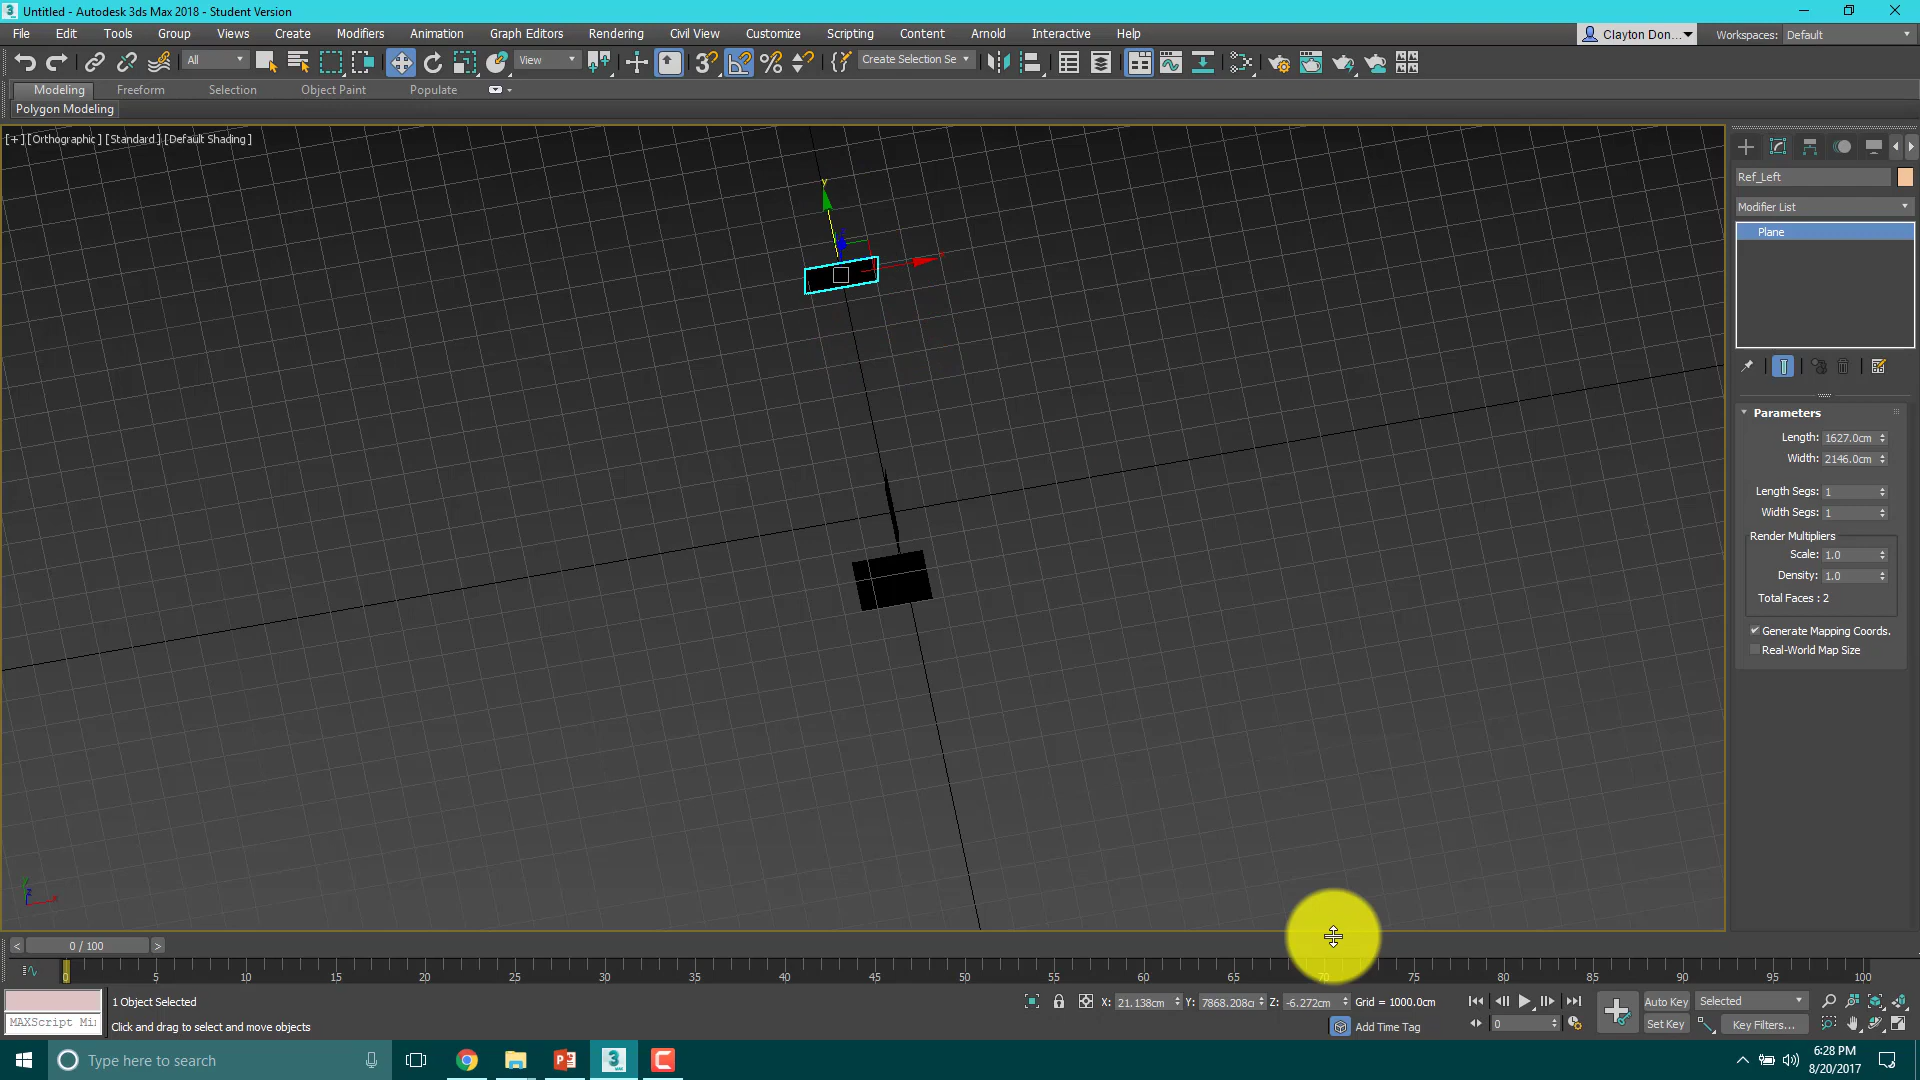 Untitled - Autodesk 3ds Max 2018 - Student Version
File Edit Tools Group Views Create Modifiers Animation Graph Editors Rendering Civil View Customize Scripting Content Arnold Interactive Help Clayton Don... Workspaces: Default
All View Create Selection Se
Modeling Freeform Selection Object Paint Populate
Polygon Modeling
[+] [Orthographic] [Standard] [Default Shading]
Ref_Left
Modifier List
Plane
Parameters
Length: 1627.0cm
Width: 2146.0cm
Length Segs: 1
Width Segs: 1
Render Multipliers
Scale: 1.0
Density: 1.0
Total Faces : 2
Generate Mapping Coords.
Real-World Map Size
y
z
x
< 0 / 100 >
0 5 10 15 20 25 30 35 40 45 50 55 60 65 70 75 80 85 90 95 100
1 Object Selected X: 21.138cm Y: 7868.208c Z: -6.272cm Grid = 1000.0cm Auto Key Selected
MAXScript Mi Click and drag to select and move objects Add Time Tag 0 Set Key Key Filters...
Type here to search
6:28 PM
8/20/2017